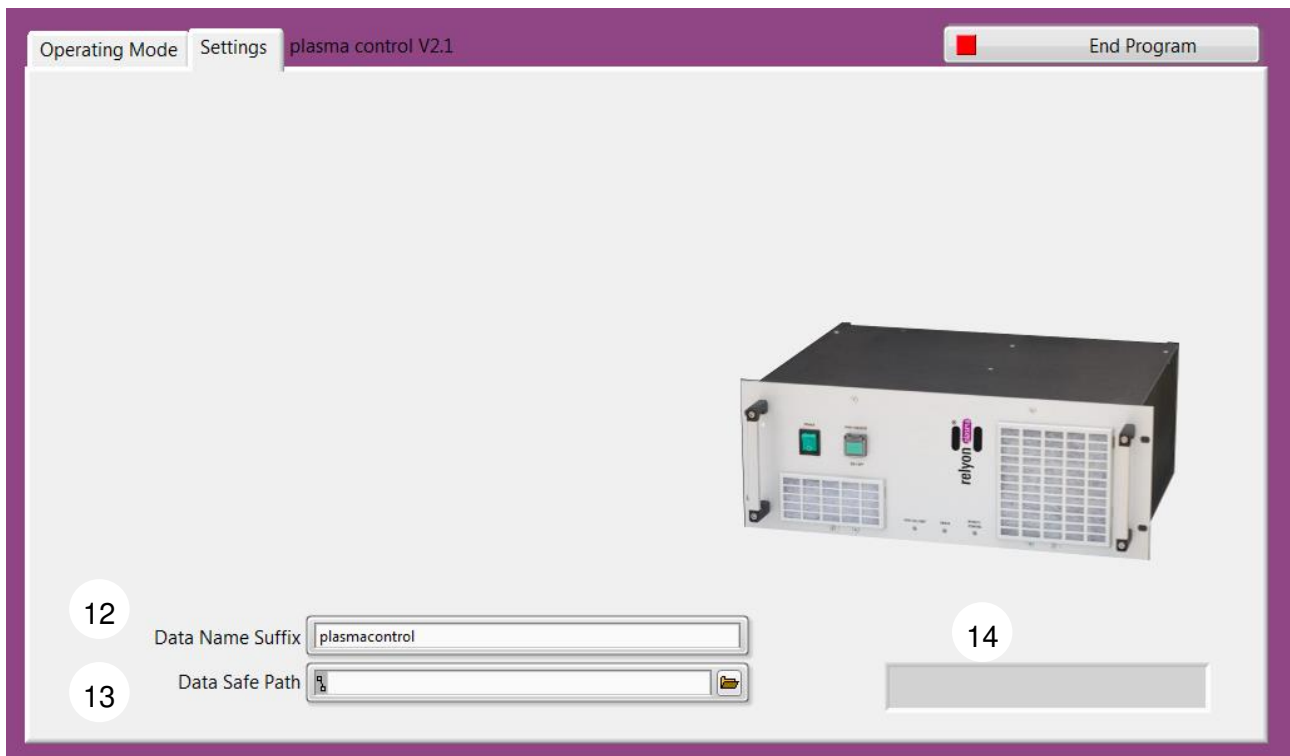 Operating Mode
Settings
plasma control V2.1
End Program
relyon
12
Data Name Suffix
plasmacontrol
14
13
Data Safe Path